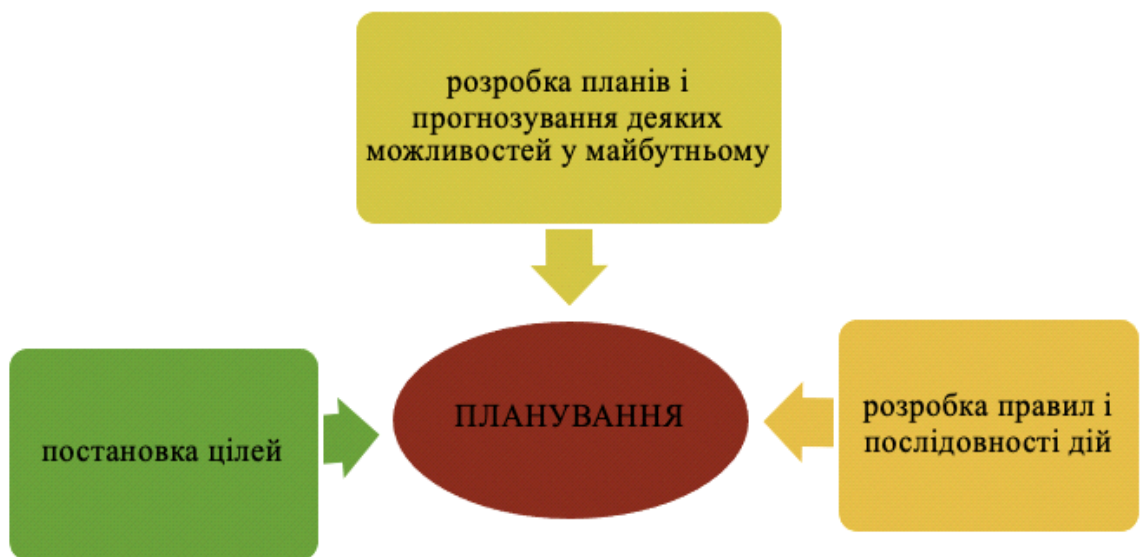 розробка планів і
прогнозування деяких
можливостей у майбутньому
постановка цілей
ПЛАНУВАННЯ
розробка правил і
послідовності дій